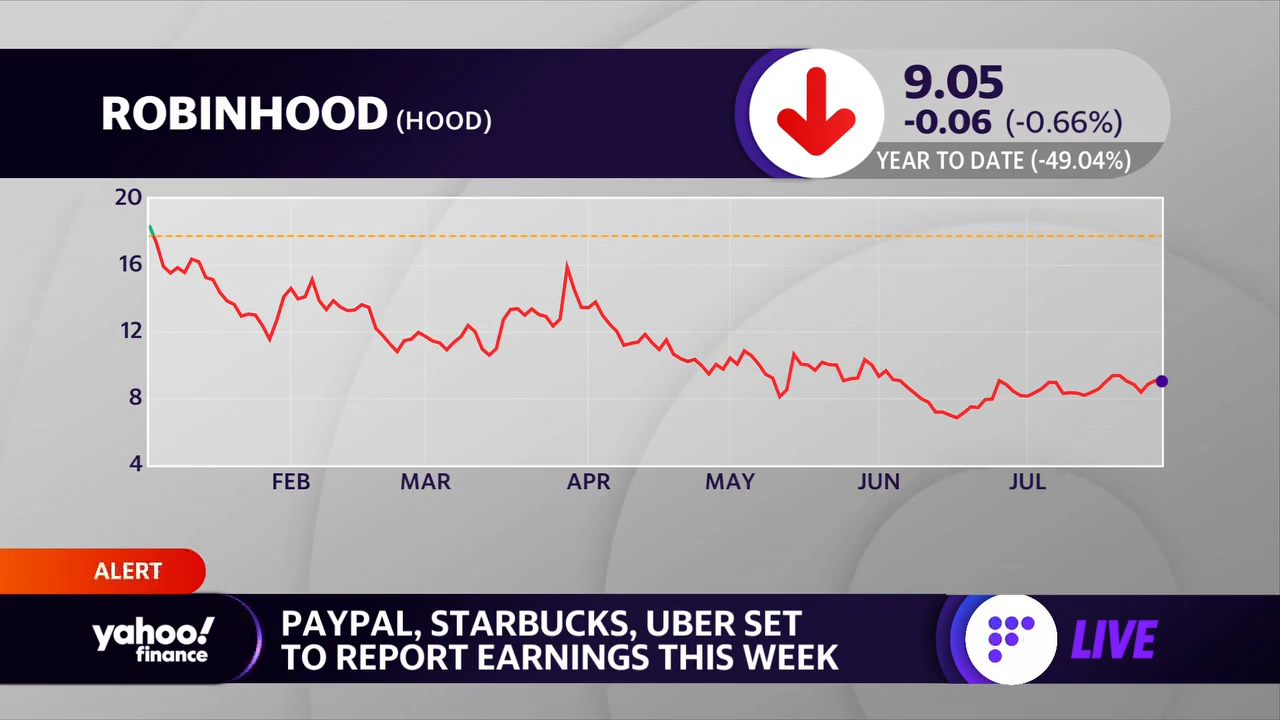 ROBINHOOD (HOOD)
9.05
-0.06 (-0.66%)
YEAR TO DATE (-49.04%)
20
16
12
8
4
FEB MAR APR MAY JUN JUL
ALERT
yahoo!
finance
PAYPAL, STARBUCKS, UBER SET
TO REPORT EARNINGS THIS WEEK
LIVE